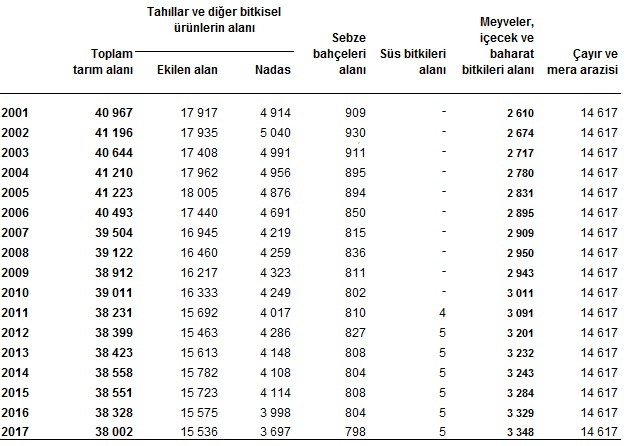 Tahıllar ve diğer bitkisel
ürünlerin alanı
Toplam
tarım alanı
Ekilen alan
Nadas
Sebze
bahçeleri
alanı
Süs bitkileri
alanı
Meyveler,
içecek ve
baharat
bitkileri alanı
Çayır ve
mera arazisi
2001 40 967 17 917 4 914 909 - 2 610 14 617
2002 41 196 17 935 5 040 930 - 2 674 14 617
2003 40 644 17 408 4 991 911 - 2 717 14 617
2004 41 210 17 962 4 956 895 - 2 780 14 617
2005 41 223 18 005 4 876 894 - 2 831 14 617
2006 40 493 17 440 4 691 850 - 2 895 14 617
2007 39 504 16 945 4 219 815 - 2 909 14 617
2008 39 122 16 460 4 259 836 - 2 950 14 617
2009 38 912 16 217 4 323 811 - 2 943 14 617
2010 39 011 16 333 4 249 802 - 3 011 14 617
2011 38 231 15 692 4 017 810 4 3 091 14 617
2012 38 399 15 463 4 286 827 5 3 201 14 617
2013 38 423 15 613 4 148 808 5 3 232 14 617
2014 38 558 15 782 4 108 804 5 3 243 14 617
2015 38 551 15 723 4 114 808 5 3 284 14 617
2016 38 328 15 575 3 998 804 5 3 329 14 617
2017 38 002 15 536 3 697 798 5 3 348 14 617